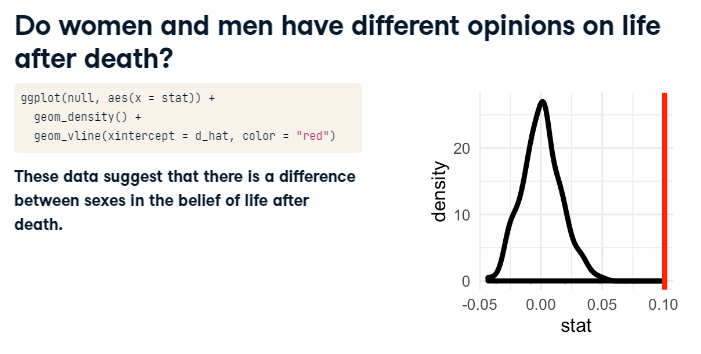 Do women and men have different opinions on life
after death?
ggplot(null, aes(x = stat)) +
  geom_density() +
  geom_vline(xintercept = d_hat, color = "red")
These data suggest that there is a difference
between sexes in the belief of life after
death.
density
20
10
0
-0.05 0.00 0.05 0.10
stat